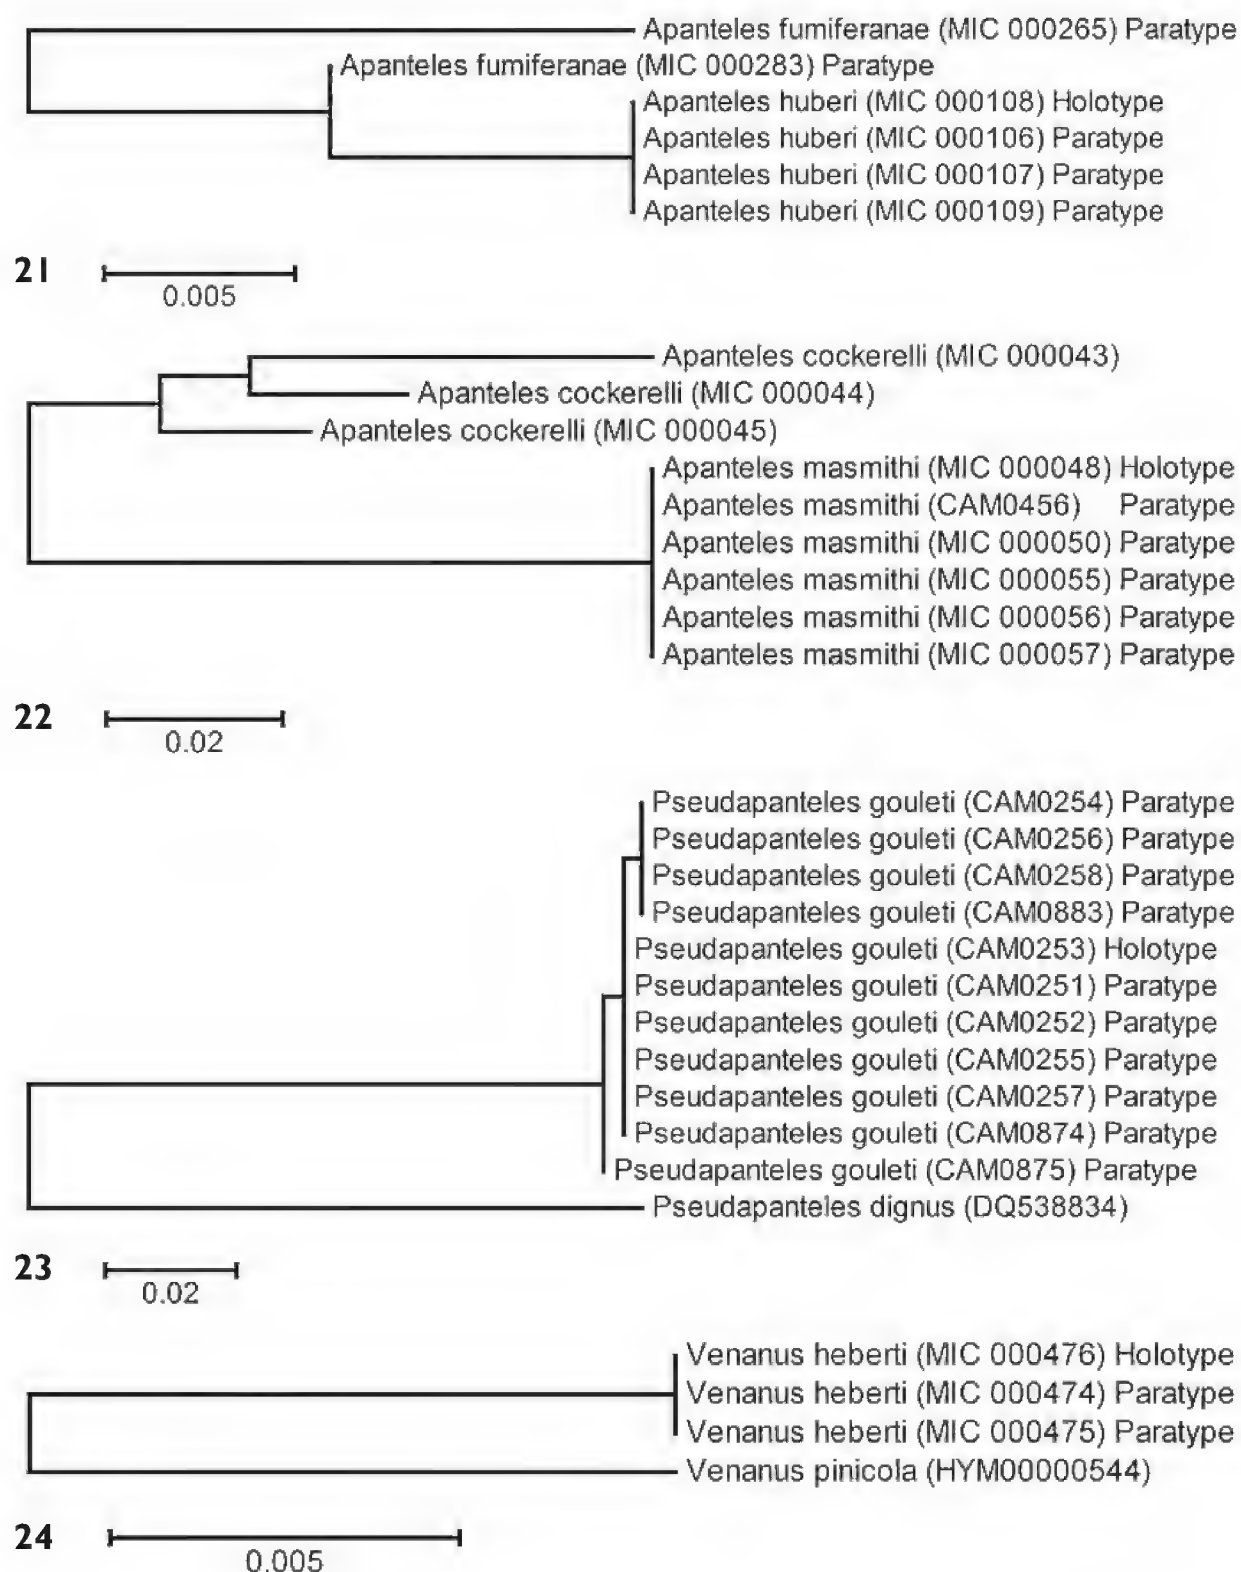 Apanteles fumiferanae (MIC 000265) Paratype
Apanteles fumiferanae (MIC 000283) Paratype
Apanteles huberi (MIC 000108) Holotype
Apanteles huberi (MIC 000106) Paratype
Apanteles huberi (MIC 000107) Paratype
Apanteles huberi (MIC 000109) Paratype
21
0.005
Apanteles cockerelli (MIC 000043)
Apanteles cockerelli (MIC 000044)
Apanteles cockerelli (MIC 000045)
Apanteles masmithi (MIC 000048) Holotype
Apanteles masmithi (CAM0456) Paratype
Apanteles masmithi (MIC 000050) Paratype
Apanteles masmithi (MIC 000055) Paratype
Apanteles masmithi (MIC 000056) Paratype
Apanteles masmithi (MIC 000057) Paratype
22
0.02
Pseudapanteles gouleti (CAM0254) Paratype
Pseudapanteles gouleti (CAM0256) Paratype
Pseudapanteles gouleti (CAM0258) Paratype
Pseudapanteles gouleti (CAM0883) Paratype
Pseudapanteles gouleti (CAM0253) Holotype
Pseudapanteles gouleti (CAM0251) Paratype
Pseudapanteles gouleti (CAM0252) Paratype
Pseudapanteles gouleti (CAM0255) Paratype
Pseudapanteles gouleti (CAM0257) Paratype
Pseudapanteles gouleti (CAM0874) Paratype
Pseudapanteles gouleti (CAM0875) Paratype
Pseudapanteles dignus (DQ538834)
23
0.02
Venanus heberti (MIC 000476) Holotype
Venanus heberti (MIC 000474) Paratype
Venanus heberti (MIC 000475) Paratype
Venanus pinicola (HYM00000544)
24
0.005